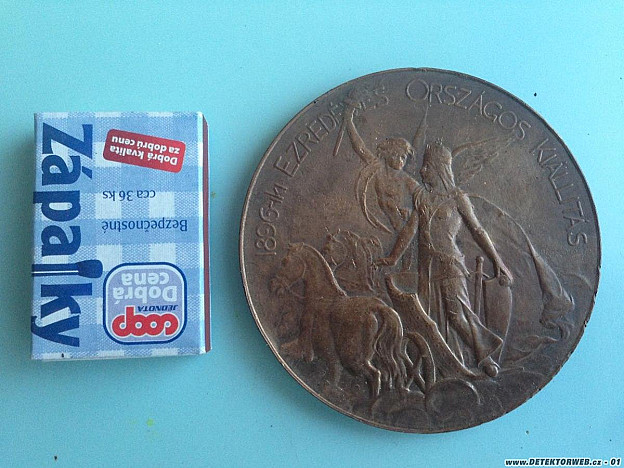 Zápalky
Bezpečnostné
cca 36 ks
Dobrá kvalita
za dobrú cenu
coop
JEDNOTA
Dobrá
cena
1896-IKI EZREDÉVES ORSZÁGOS KIÁLLÍTÁS
www.DETEKTORWEB.cz - 01